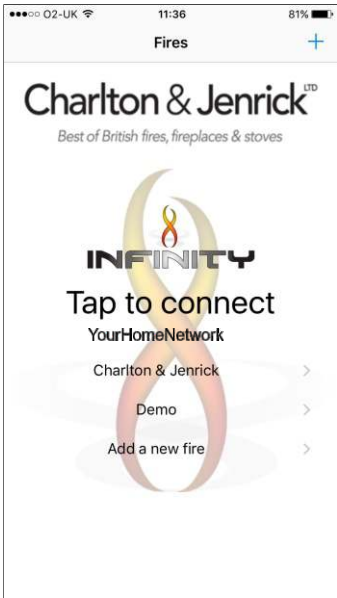 O2-UK 11:36 81%
Fires +
Charlton & Jenrick LTD
Best of British fires, fireplaces & stoves
INFINITY
Tap to connect
YourHomeNetwork
Charlton & Jenrick >
Demo >
Add a new fire >